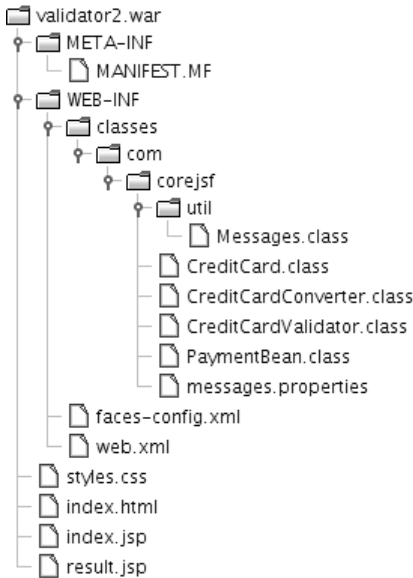 validator2.war
META-INF
MANIFEST.MF
WEB-INF
classes
com
corejsf
util
Messages.class
CreditCard.class
CreditCardConverter.class
CreditCardValidator.class
PaymentBean.class
messages.properties
faces-config.xml
web.xml
styles.css
index.html
index.jsp
result.jsp